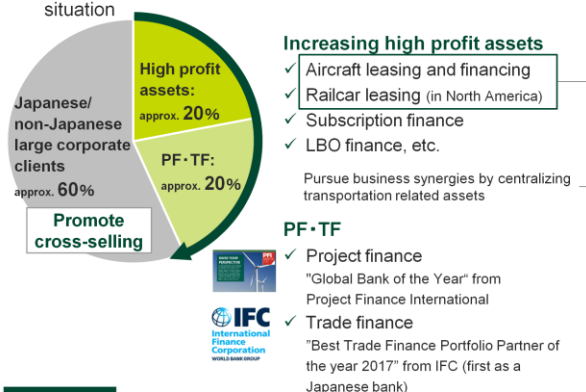 situation
High profit
assets:
approx. 20%
Japanese/
non-Japanese
large corporate
clients
approx. 60%
PF・TF:
approx. 20%
Promote
cross-selling
Increasing high profit assets
✓ Aircraft leasing and financing
✓ Railcar leasing (in North America)
✓ Subscription finance
✓ LBO finance, etc.
Pursue business synergies by centralizing
transportation related assets
PF・TF
✓ Project finance
"Global Bank of the Year“ from
Project Finance International
✓ Trade finance
”Best Trade Finance Portfolio Partner of
the year 2017” from IFC (first as a
Japanese bank)
IFC
International
Finance
Corporation
WORLD BANK GROUP